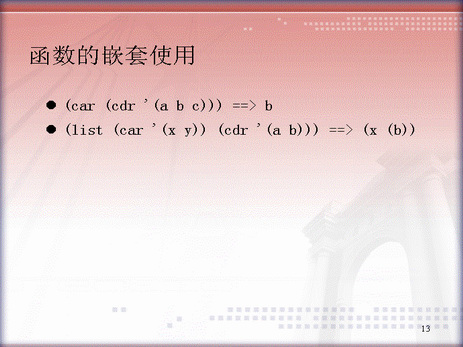 函数的嵌套使用
● (car (cdr '(a b c))) ==> b
● (list (car '(x y)) (cdr '(a b))) ==> (x (b))
13